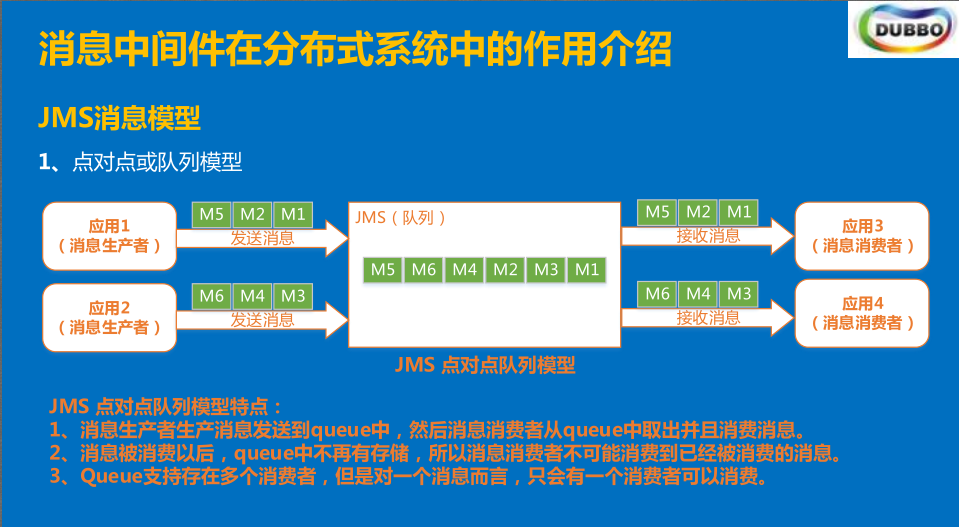 DUBBO
消息中间件在分布式系统中的作用介绍
JMS消息模型
1、点对点或队列模型
应用1
（消息生产者）
M5 M2 M1
发送消息
JMS（队列）
M5 M2 M1
接收消息
应用3
（消息消费者）
M5 M6 M4 M2 M3 M1
应用2
（消息生产者）
M6 M4 M3
发送消息
M6 M4 M3
接收消息
应用4
（消息消费者）
JMS 点对点队列模型
JMS 点对点队列模型特点：
1、消息生产者生产消息发送到queue中，然后消息消费者从queue中取出并且消费消息。
2、消息被消费以后，queue中不再有存储，所以消息消费者不可能消费到已经被消费的消息。
3、Queue支持存在多个消费者，但是对一个消息而言，只会有一个消费者可以消费。